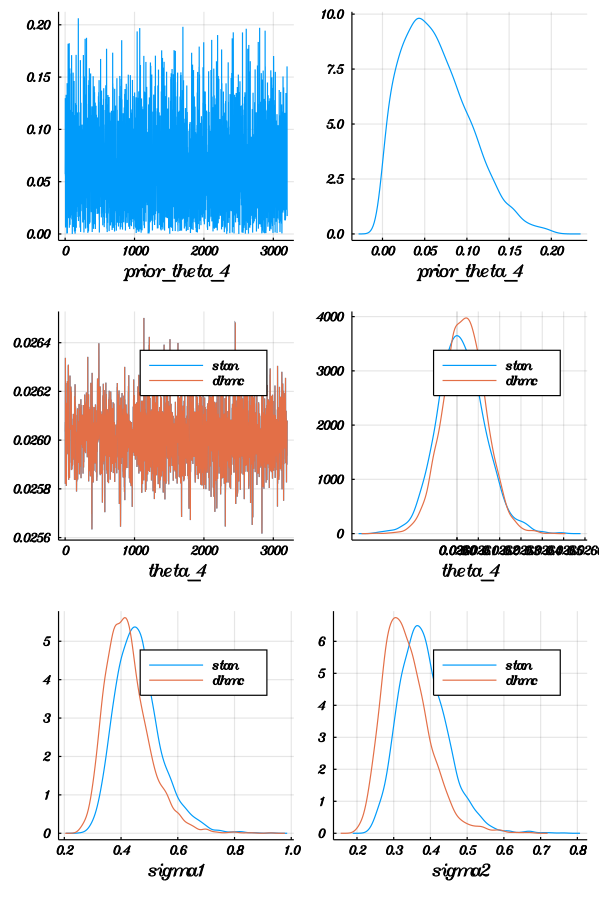 0.20
0.15
0.10
0.05
0.00
0 1000 2000 3000
prior_theta_4
10.0
7.5
5.0
2.5
0.0
0.00 0.05 0.10 0.15 0.20
prior_theta_4
0.0264
0.0262
0.0260
0.0258
0.0256
stan
dhmc
0 1000 2000 3000
theta_4
4000
3000
2000
1000
0
stan
dhmc
theta_4
5
4
3
2
1
0
stan
dhmc
0.2 0.4 0.6 0.8 1.0
sigma1
6
5
4
3
2
1
0
stan
dhmc
0.2 0.3 0.4 0.5 0.6 0.7 0.8
sigma2